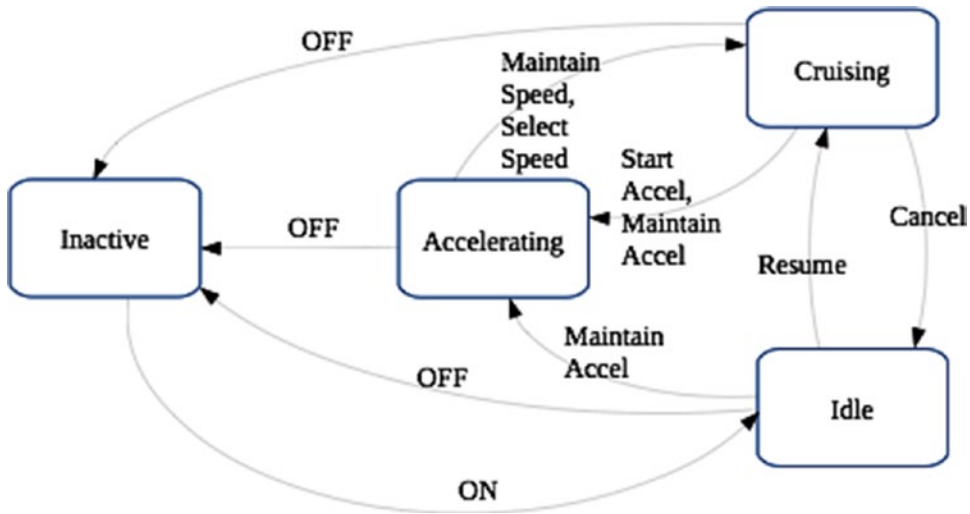 OFF
Maintain
Speed,
Select
Speed
Cruising
Start
Accel,
Maintain
Accel
Cancel
Inactive
OFF
Accelerating
Resume
Maintain
Accel
OFF
Idle
ON